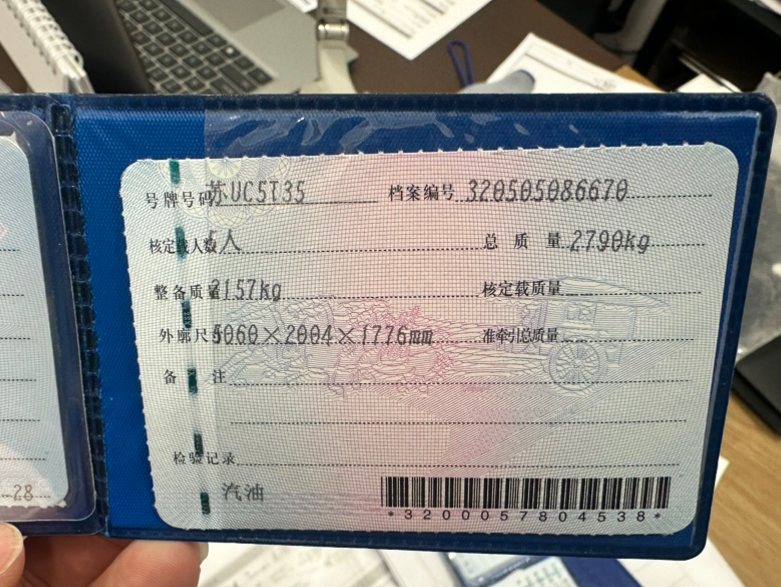 号牌号码 苏UC5T35 档案编号 320505086670
核定载人数 5人 总质量 2790kg
整备质量 2157kg 核定载质量
外廓尺寸 5060×2004×1776mm 准牵引总质量
备注
检验记录
汽油
*3200057804538*
28